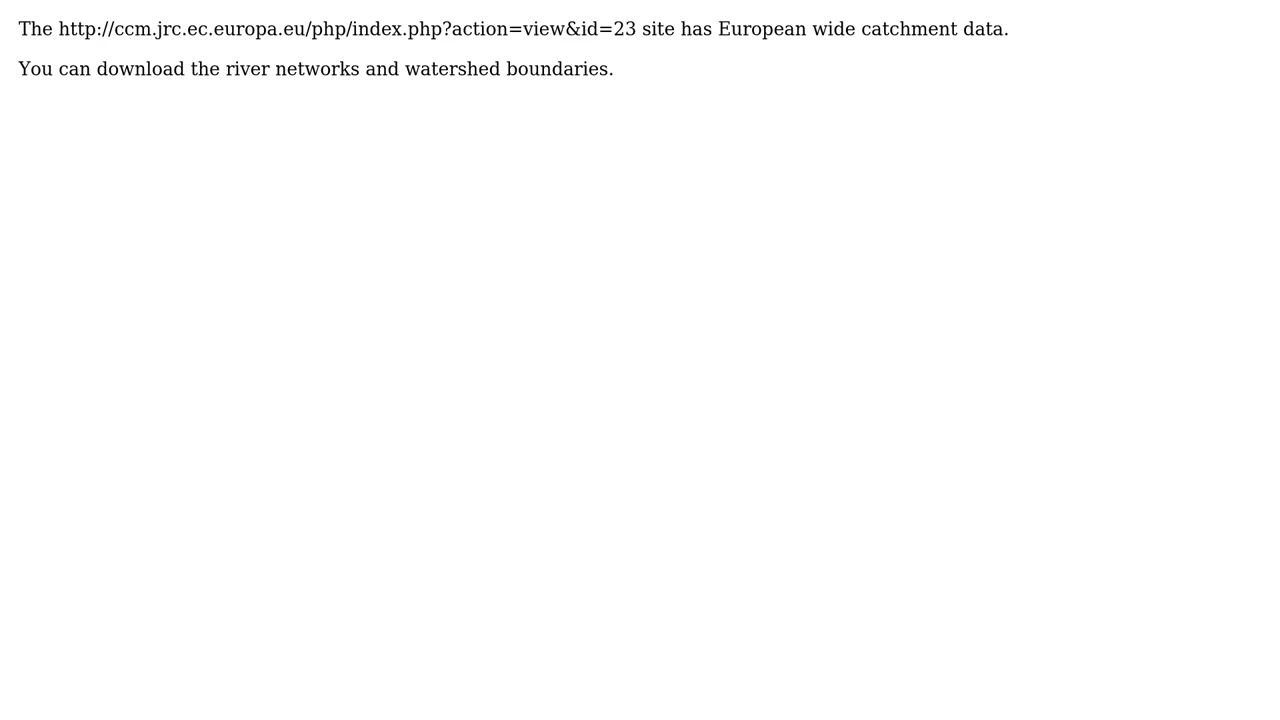 The http://ccm.jrc.ec.europa.eu/php/index.php?action=view&id=23 site has European wide catchment data.
You can download the river networks and watershed boundaries.